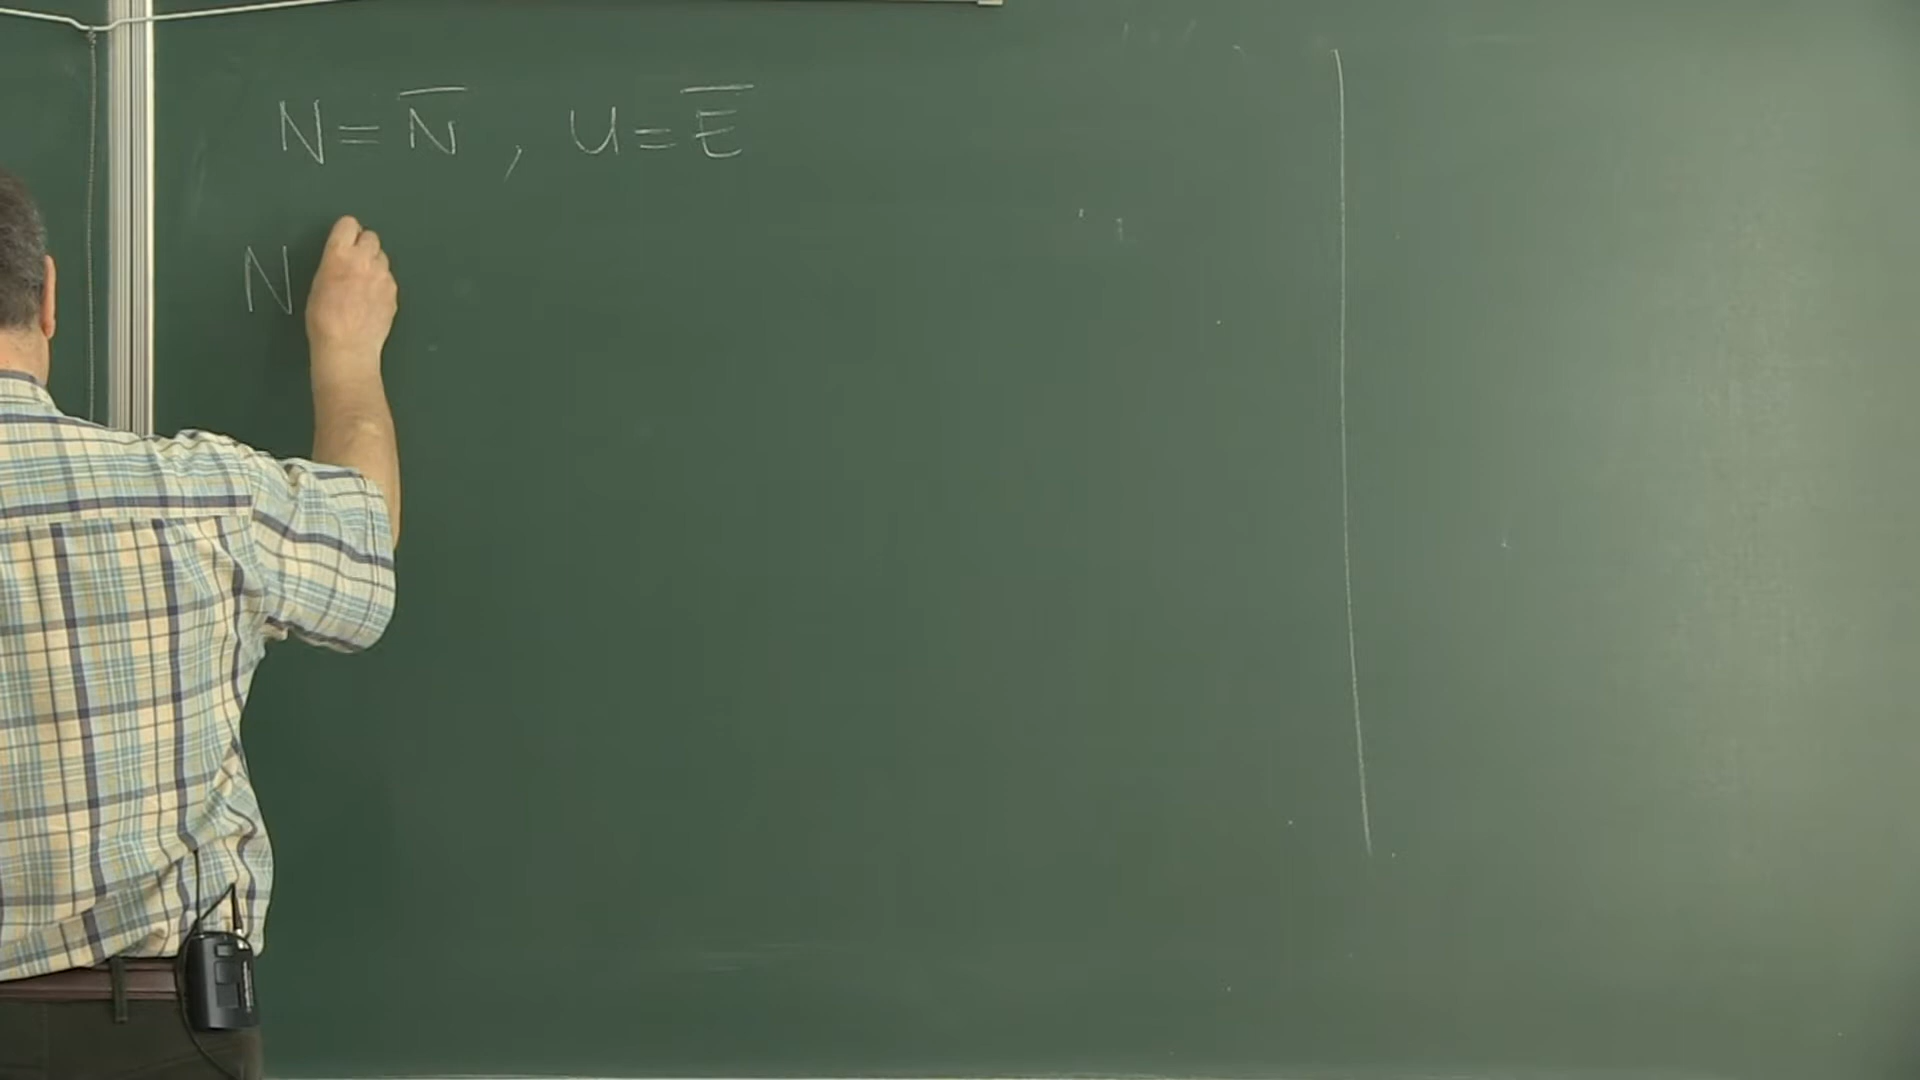 N = N̅ , U = E̅
N